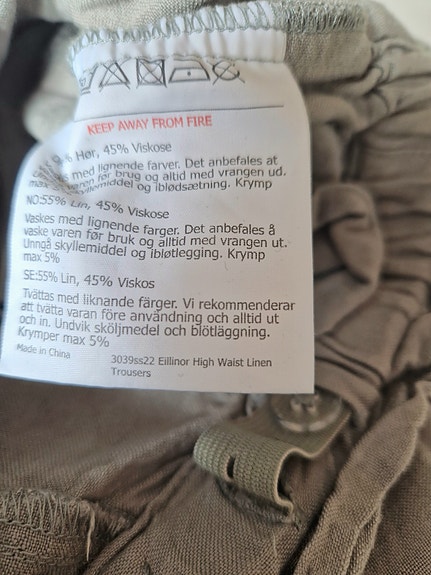 KEEP AWAY FROM FIRE
% Hør, 45% Viskose
med lignende farver. Det anbefales at
før brug og altid med vrangen ud.
skyllemiddel og iblødsætning. Krymp
max
NO:55% Lin, 45% Viskose
Vaskes med lignende farger. Det anbefales å
vaske varen før bruk og alltid med vrangen ut.
Unngå skyllemiddel og ibløtlegging. Krymp
max 5%
SE:55% Lin, 45% Viskos
Tvättas med liknande färger. Vi rekommenderar
att tvätta varan före användning och alltid ut
och in. Undvik sköljmedel och blötläggning.
Krymper max 5%
Made in China
3039ss22 Eillinor High Waist Linen
Trousers